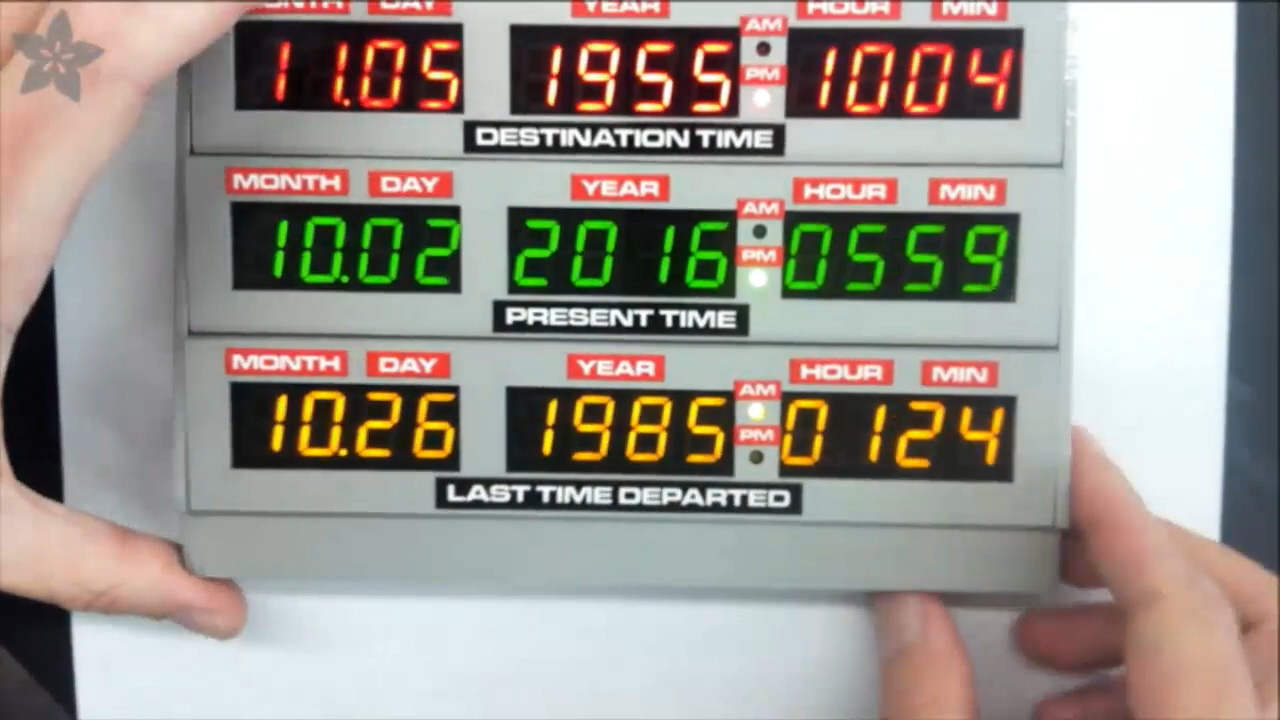 MONTH DAY YEAR HOUR MIN
11.05 1955 AM PM 1004
DESTINATION TIME
MONTH DAY YEAR HOUR MIN
10.02 2016 AM PM 0559
PRESENT TIME
MONTH DAY YEAR HOUR MIN
10.26 1985 AM PM 0124
LAST TIME DEPARTED